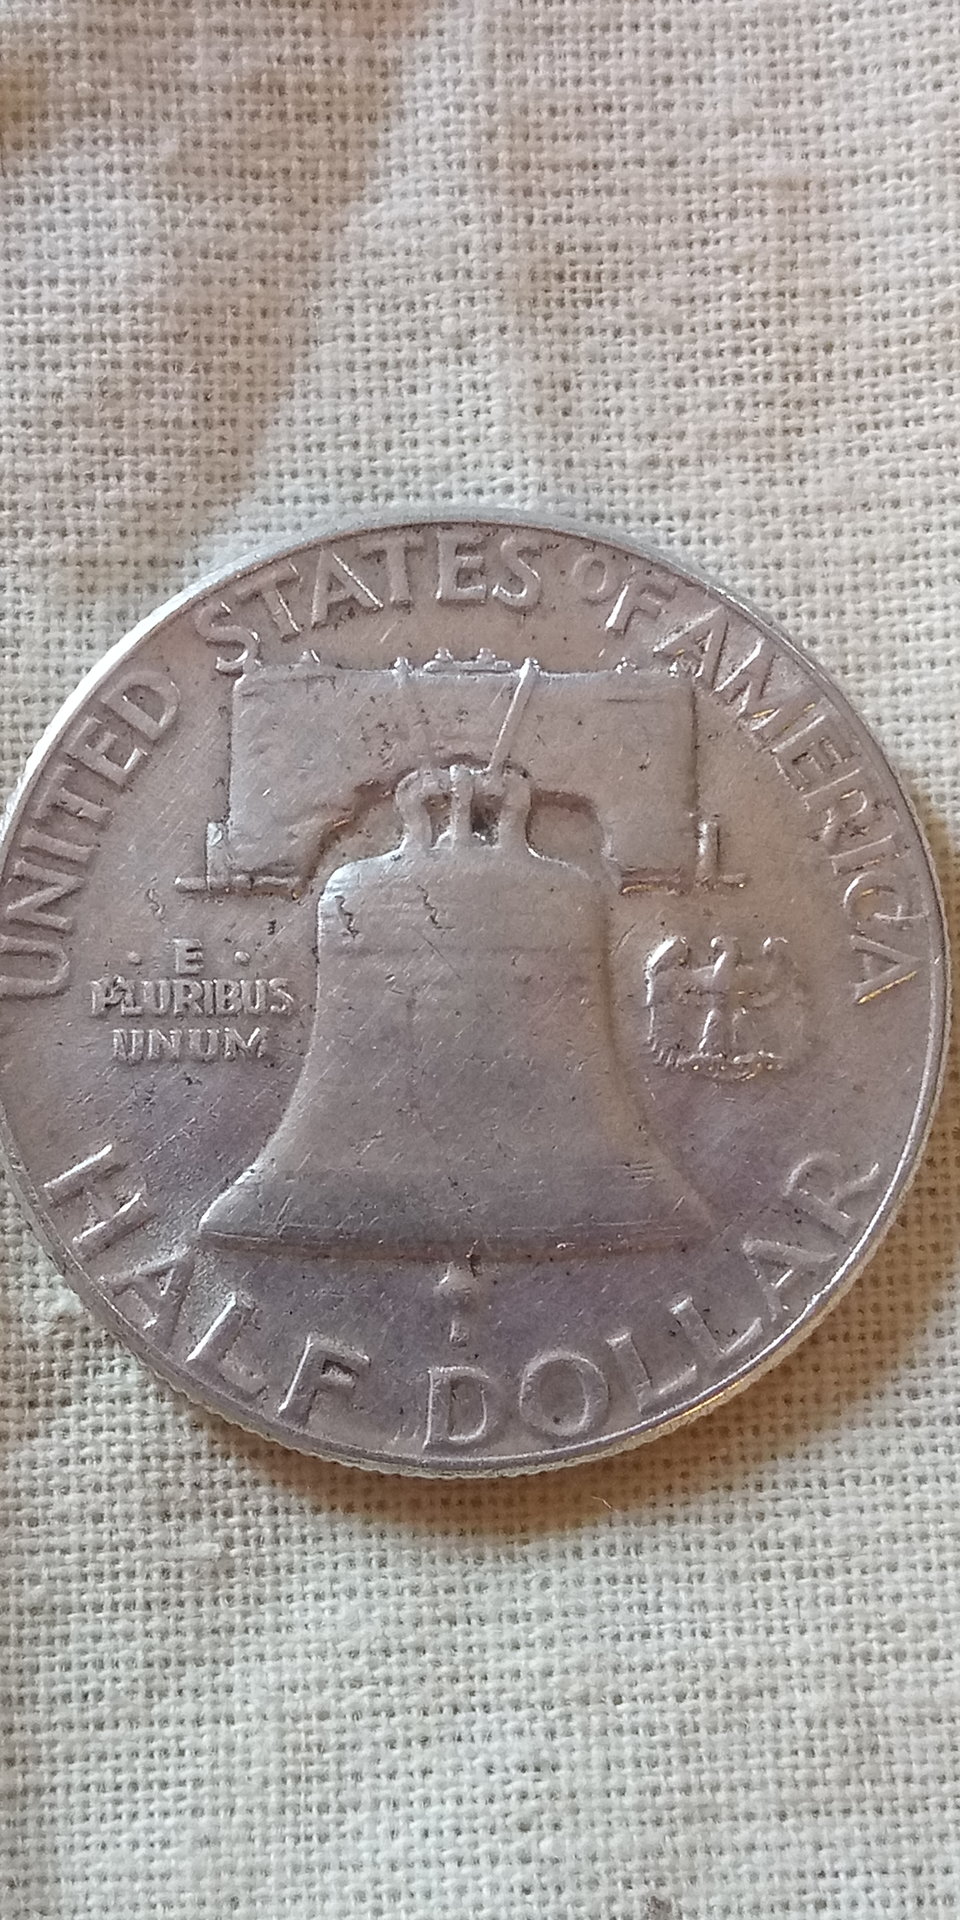 UNITED STATES OF AMERICA
· E ·
PLURIBUS
UNUM
HALF DOLLAR